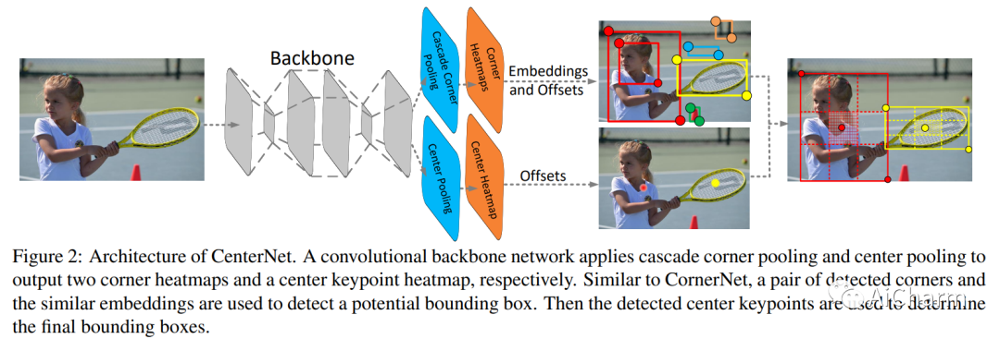 Backbone
Cascade Corner
Pooling
Corner
Heatmaps
Embeddings
and Offsets
Center Pooling
Center Heatmap
Offsets
Figure 2: Architecture of CenterNet. A convolutional backbone network applies cascade corner pooling and center pooling to
output two corner heatmaps and a center keypoint heatmap, respectively. Similar to CornerNet, a pair of detected corners and
the similar embeddings are used to detect a potential bounding box. Then the detected center keypoints are used to determine
the final bounding boxes.
AiCharm